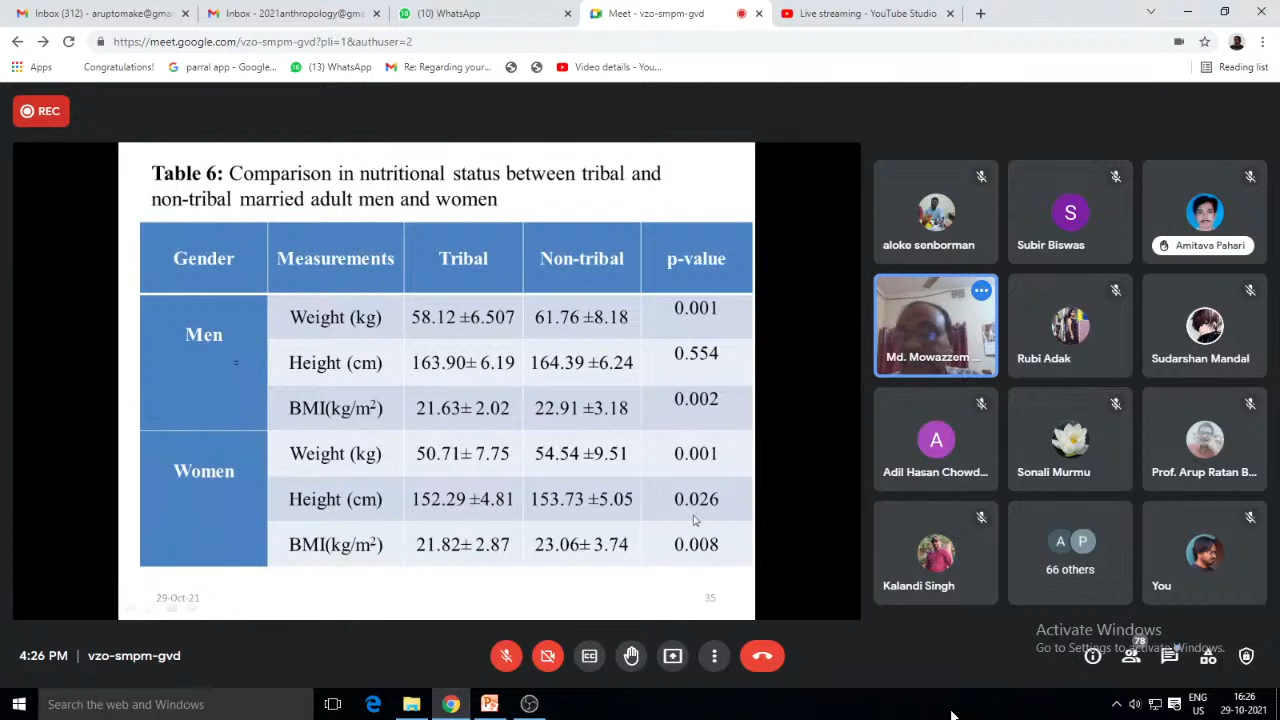 Inbox (312) - aruptomake@gmai
Inbox - 2021anthropology@gma
(10) WhatsApp
Meet - vzo-smpm-gvd
Live streaming - YouTube Studio
https://meet.google.com/vzo-smpm-gvd?pli=1&authuser=2
Apps
Congratulations!
parral app - Google...
(13) WhatsApp
Re: Regarding your...
Video details - You...
Reading list
REC
Table 6: Comparison in nutritional status between tribal and
non-tribal married adult men and women
Gender Measurements Tribal Non-tribal p-value
Men Weight (kg) 58.12 ±6.507 61.76 ±8.18 0.001
Height (cm) 163.90± 6.19 164.39 ±6.24 0.554
BMI(kg/m²) 21.63± 2.02 22.91 ±3.18 0.002
Women Weight (kg) 50.71± 7.75 54.54 ±9.51 0.001
Height (cm) 152.29 ±4.81 153.73 ±5.05 0.026
BMI(kg/m²) 21.82± 2.87 23.06± 3.74 0.008
29-Oct-21
35
aloke senborman
S
Subir Biswas
Amitava Pahari
Md. Mowazzem ...
Rubi Adak
Sudarshan Mandal
A
Adil Hasan Chowd...
Sonali Murmu
Prof. Arup Ratan B...
Kalandi Singh
A P
66 others
You
Activate Windows
Go to Settings to activate Windows.
4:26 PM | vzo-smpm-gvd
78
Search the web and Windows
ENG
US
16:26
29-10-2021